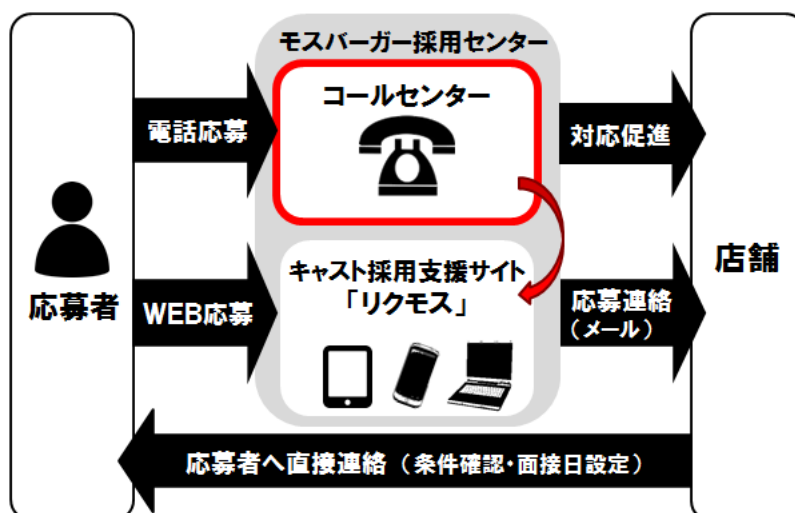 モスバーガー採用センター
コールセンター
電話応募
対応促進
応募者
店舗
キャスト採用支援サイト
「リクモス」
WEB応募
応募連絡
（メール）
応募者へ直接連絡（条件確認・面接日設定）